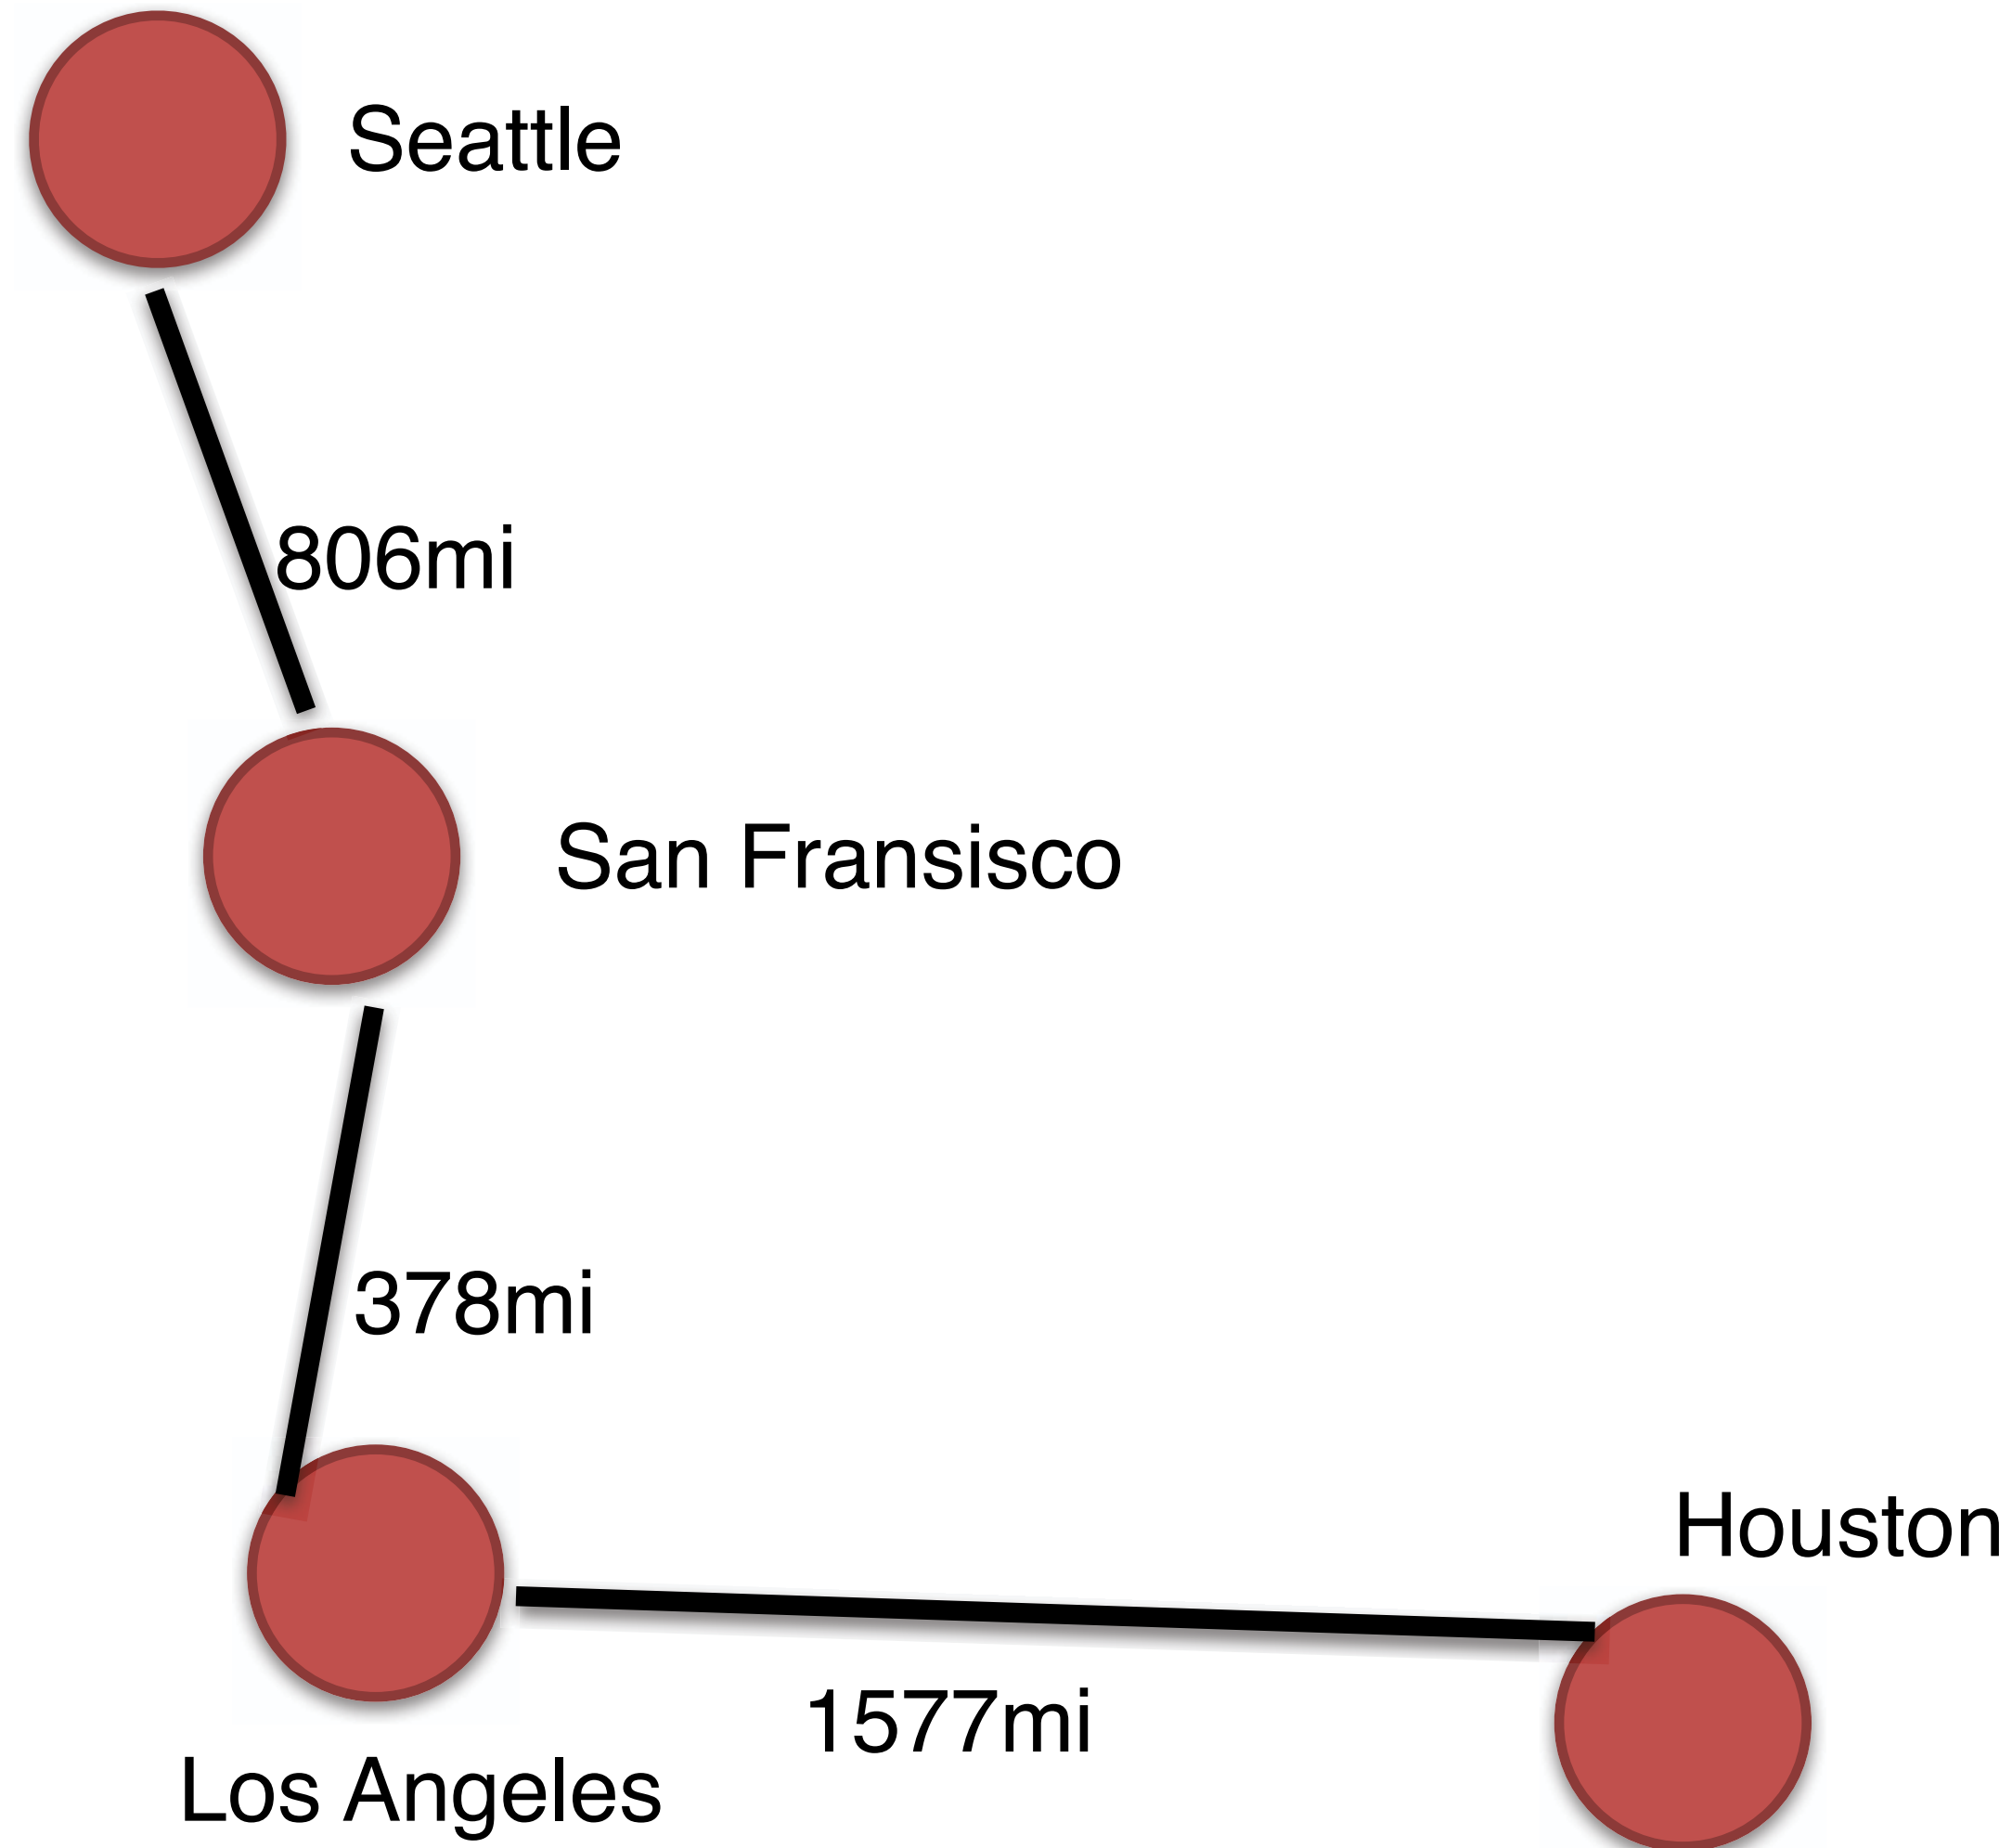 Seattle
806mi
San Fransisco
378mi
Houston
1577mi
Los Angeles